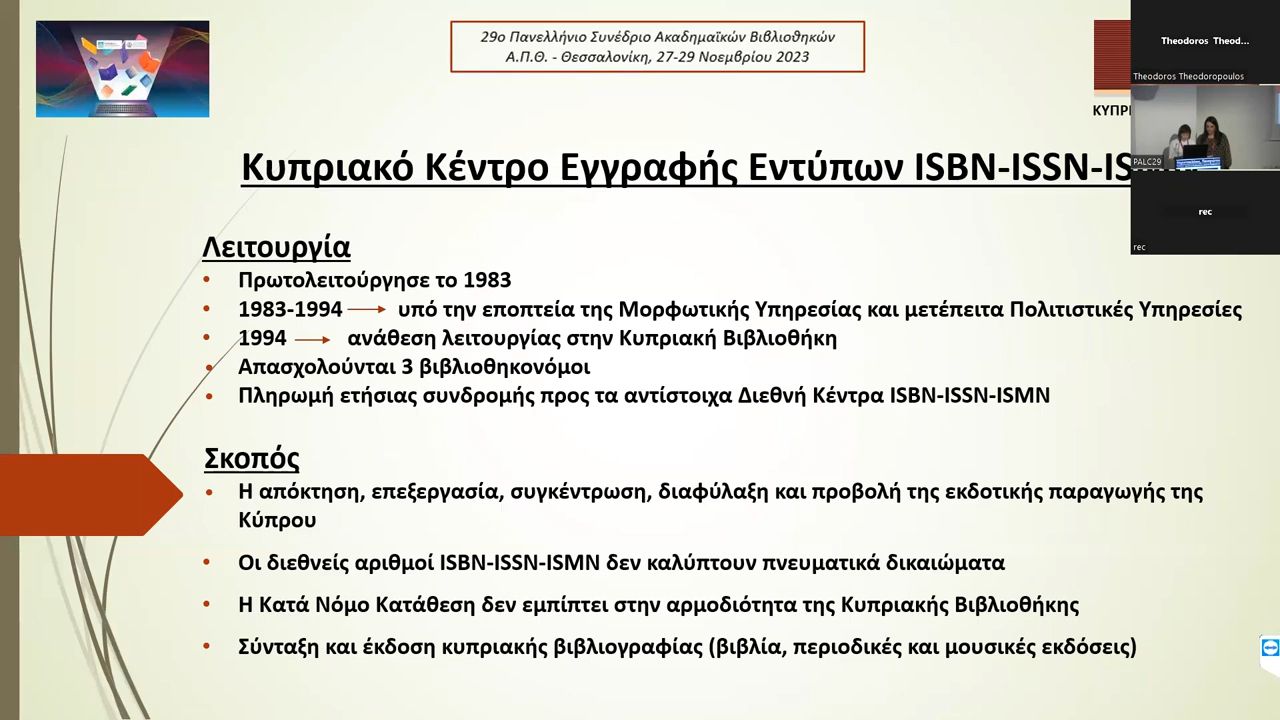 29ο Πανελλήνιο Συνέδριο Ακαδημαϊκών Βιβλιοθηκών
Α.Π.Θ. - Θεσσαλονίκη, 27-29 Νοεμβρίου 2023
Theodoros Theod...
Theodoros Theodoropoulos
PALC29
rec
rec
Κυπριακό Κέντρο Εγγραφής Εντύπων ISBN-ISSN-
Λειτουργία
• Πρωτολειτούργησε το 1983
• 1983-1994 → υπό την εποπτεία της Μορφωτικής Υπηρεσίας και μετέπειτα Πολιτιστικές Υπηρεσίες
• 1994 → ανάθεση λειτουργίας στην Κυπριακή Βιβλιοθήκη
• Απασχολούνται 3 βιβλιοθηκονόμοι
• Πληρωμή ετήσιας συνδρομής προς τα αντίστοιχα Διεθνή Κέντρα ISBN-ISSN-ISMN
Σκοπός
• Η απόκτηση, επεξεργασία, συγκέντρωση, διαφύλαξη και προβολή της εκδοτικής παραγωγής της
Κύπρου
• Οι διεθνείς αριθμοί ISBN-ISSN-ISMN δεν καλύπτουν πνευματικά δικαιώματα
• Η Κατά Νόμο Κατάθεση δεν εμπίπτει στην αρμοδιότητα της Κυπριακής Βιβλιοθήκης
• Σύνταξη και έκδοση κυπριακής βιβλιογραφίας (βιβλία, περιοδικές και μουσικές εκδόσεις)